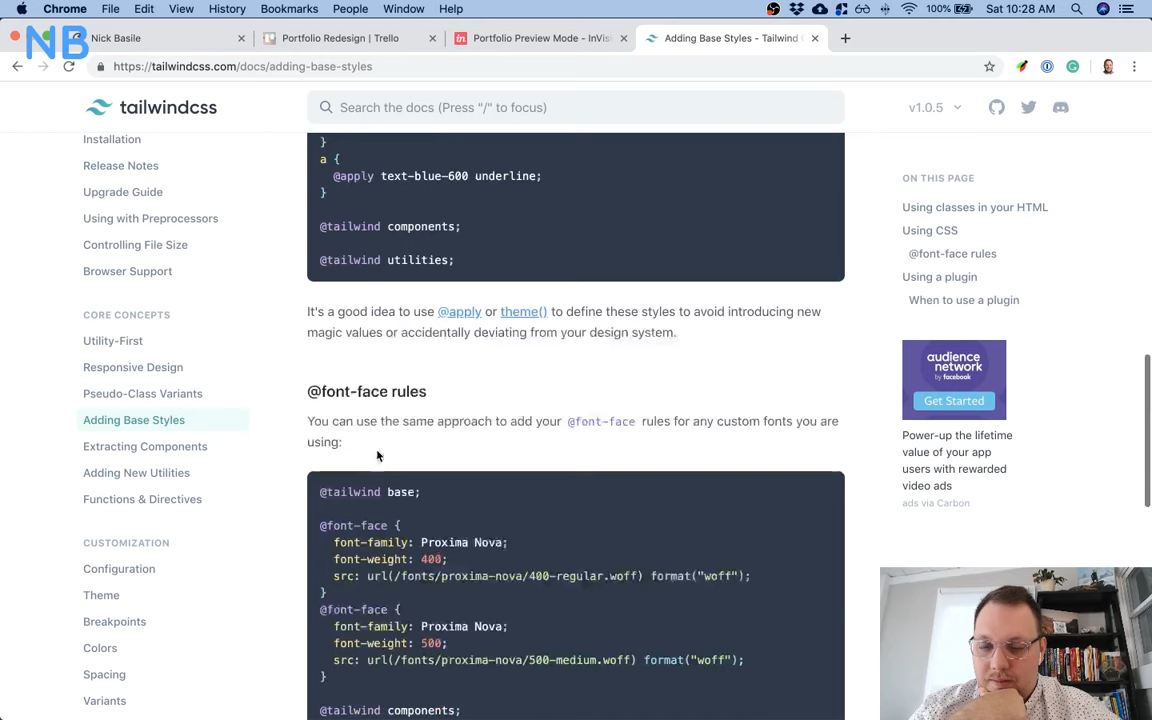 Chrome File Edit View History Bookmarks People Window Help 100% Sat 10:28 AM
NB
Nick Basile
Portfolio Redesign | Trello
Portfolio Preview Mode - InVis
Adding Base Styles - Tailwind C
https://tailwindcss.com/docs/adding-base-styles
tailwindcss
Search the docs (Press "/" to focus)
v1.0.5
Installation
Release Notes
Upgrade Guide
Using with Preprocessors
Controlling File Size
Browser Support
CORE CONCEPTS
Utility-First
Responsive Design
Pseudo-Class Variants
Adding Base Styles
Extracting Components
Adding New Utilities
Functions & Directives
CUSTOMIZATION
Configuration
Theme
Breakpoints
Colors
Spacing
Variants
}
a {
@apply text-blue-600 underline;
}
@tailwind components;
@tailwind utilities;
It's a good idea to use @apply or theme() to define these styles to avoid introducing new
magic values or accidentally deviating from your design system.
@font-face rules
You can use the same approach to add your @font-face rules for any custom fonts you are
using:
@tailwind base;
@font-face {
font-family: Proxima Nova;
font-weight: 400;
src: url(/fonts/proxima-nova/400-regular.woff) format("woff");
}
@font-face {
font-family: Proxima Nova;
font-weight: 500;
src: url(/fonts/proxima-nova/500-medium.woff) format("woff");
}
@tailwind components;
ON THIS PAGE
Using classes in your HTML
Using CSS
@font-face rules
Using a plugin
When to use a plugin
audience
network
by facebook
Get Started
Power-up the lifetime
value of your app
users with rewarded
video ads
ads via Carbon